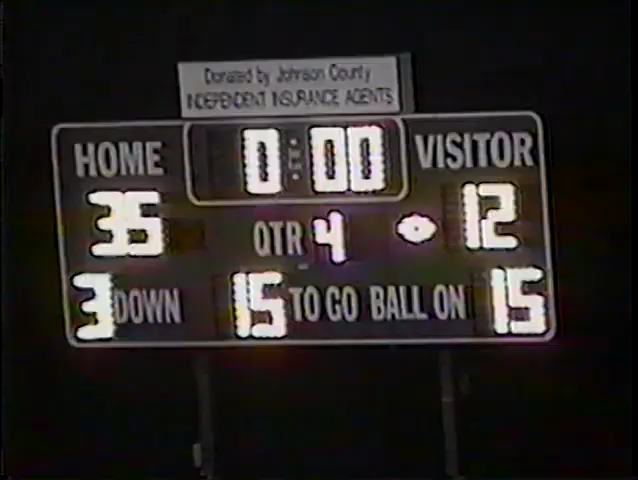 Donated by Johnson County
INDEPENDENT INSURANCE AGENTS
HOME 0:00 VISITOR
35 QTR 4 12
3 DOWN 15 TO GO BALL ON 15